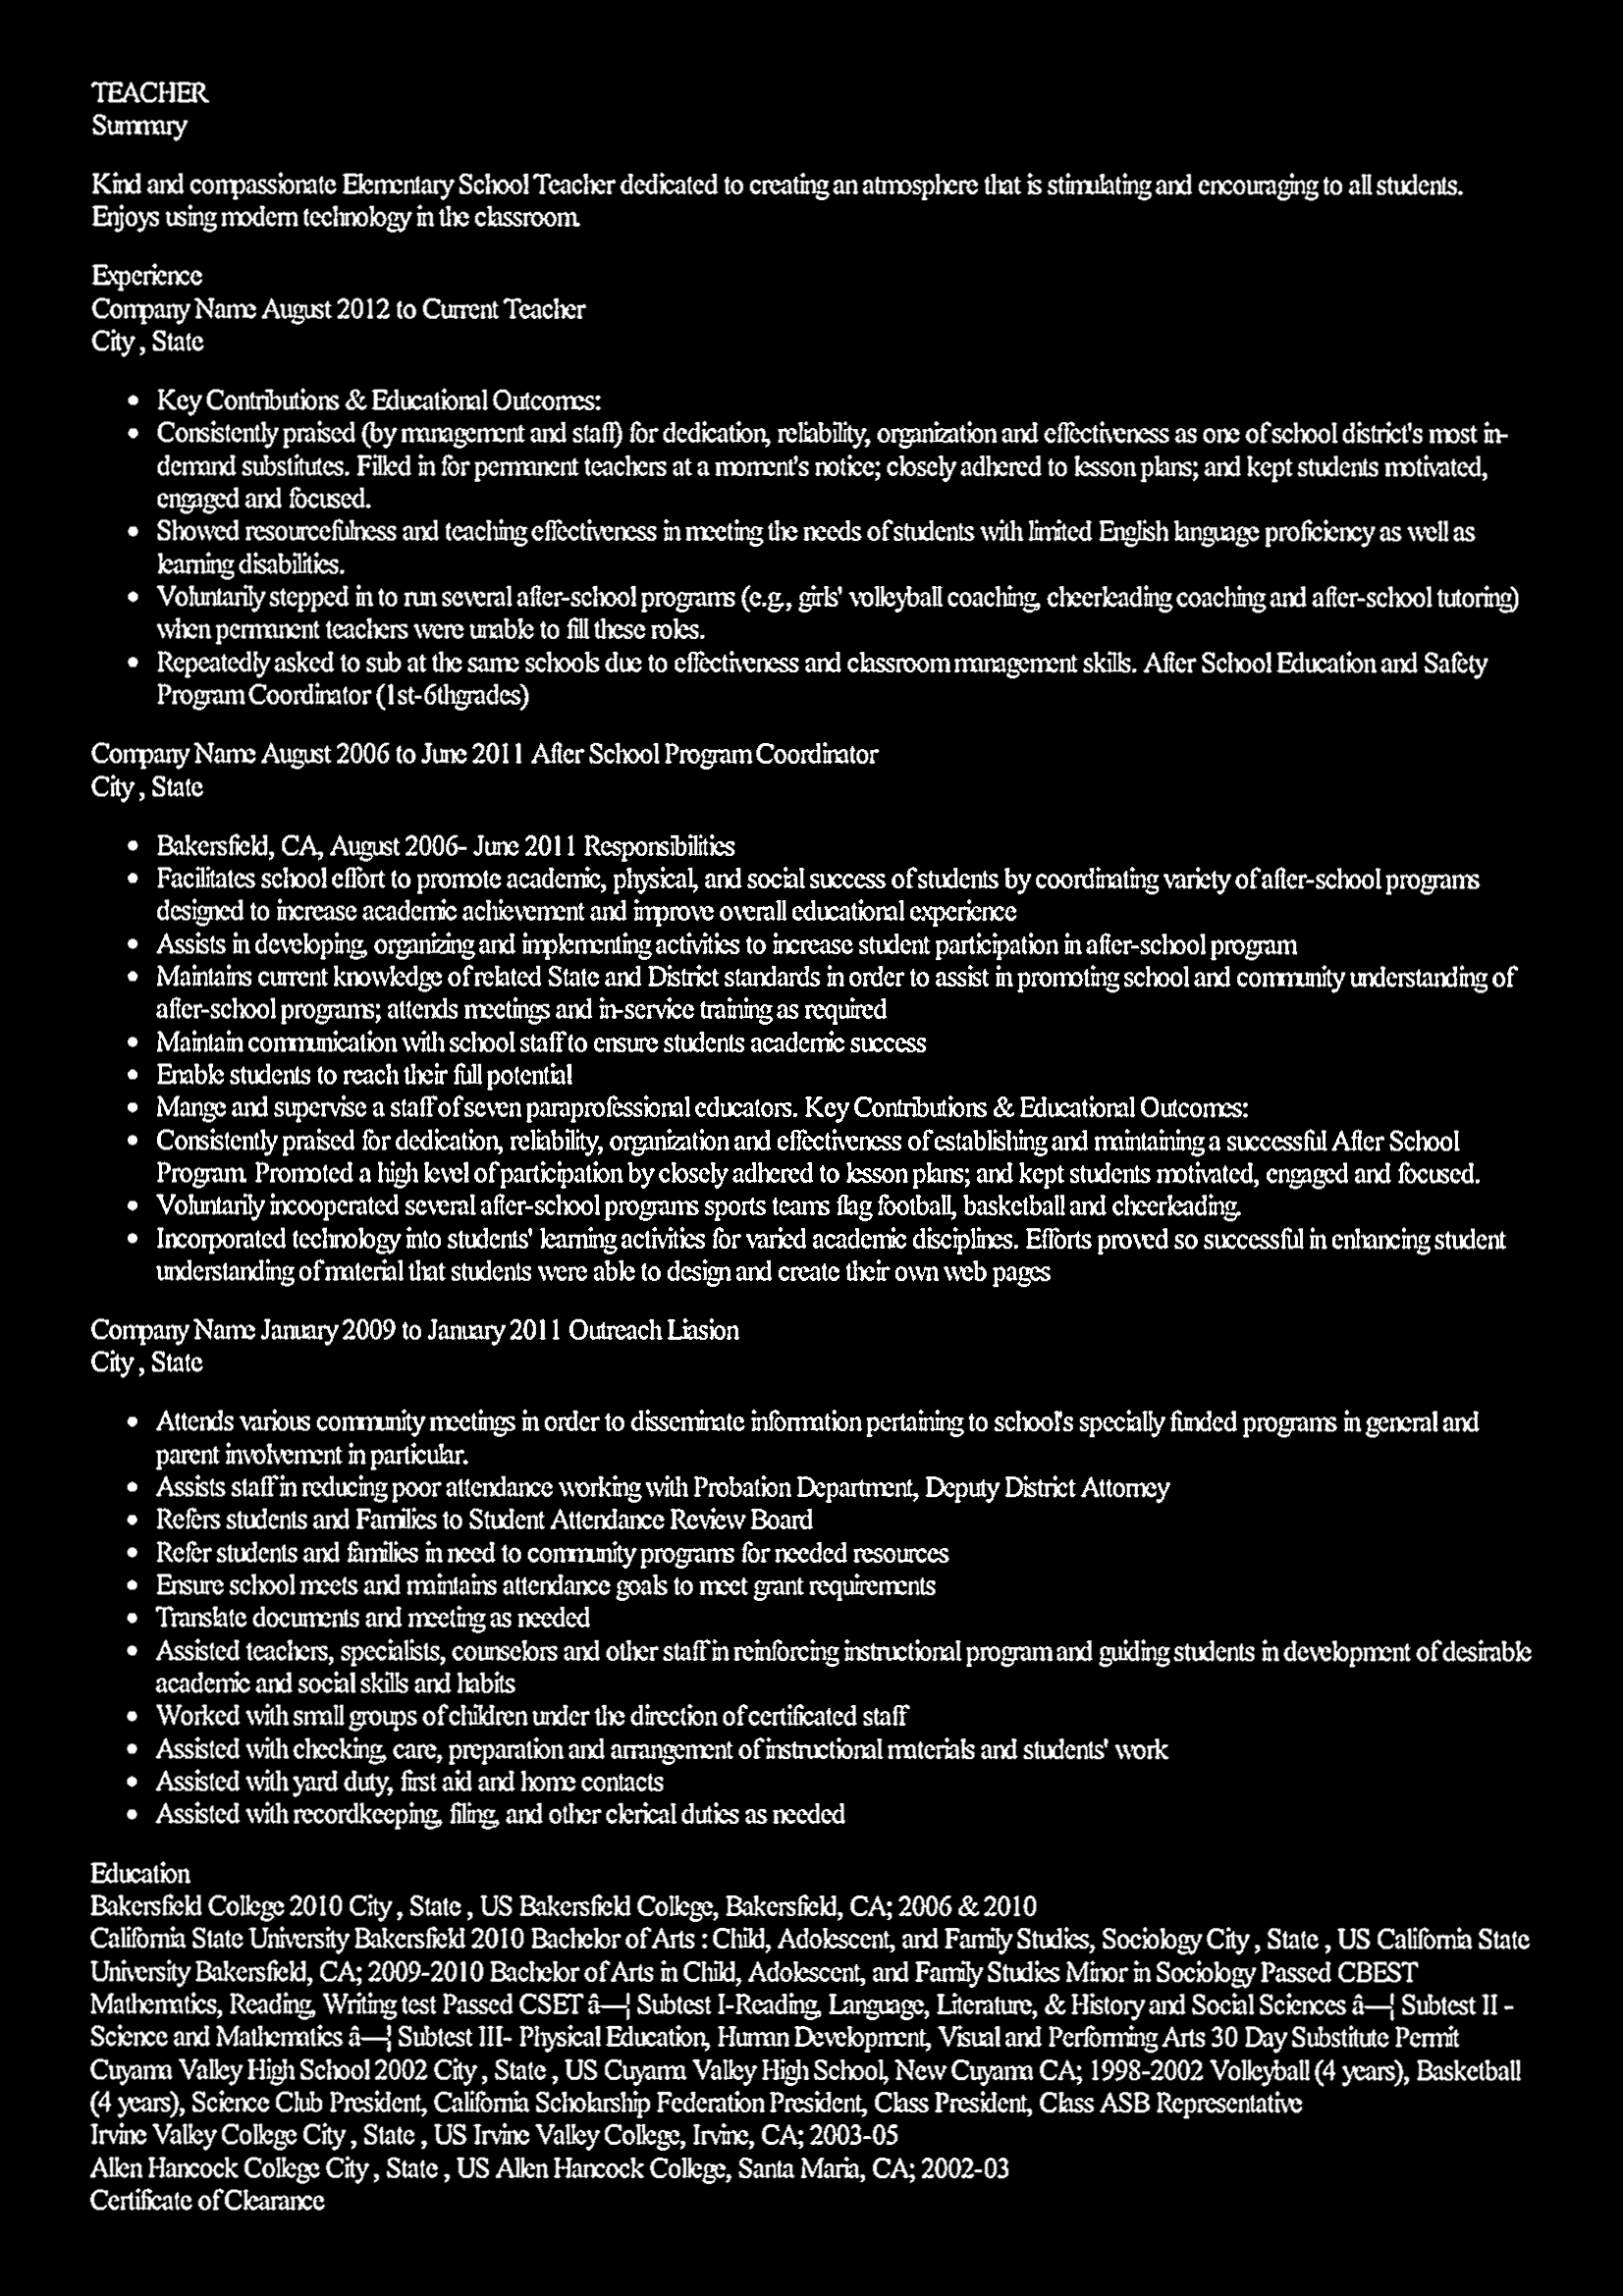 TEACHER
Summary
Kind and compassionate Elementary School Teacher dedicated to creating an atmosphere that is stimulating and encouraging to all students.
Enjoys using modern technology in the classroom.
Experience
Company Name August 2012 to Current Teacher
City , State
• Key Contributions & Educational Outcomes:
• Consistently praised (by management and staff) for dedication, reliability, organization and effectiveness as one of school district's most in-
demand substitutes. Filled in for permanent teachers at a moment's notice; closely adhered to lesson plans; and kept students motivated,
engaged and focused.
• Showed resourcefulness and teaching effectiveness in meeting the needs of students with limited English language proficiency as well as
learning disabilities.
• Voluntarily stepped in to run several after-school programs (e.g., girls' volleyball coaching, cheerleading coaching and after-school tutoring)
when permanent teachers were unable to fill these roles.
• Repeatedly asked to sub at the same schools due to effectiveness and classroom management skills. After School Education and Safety
Program Coordinator (1st-6thgrades)
Company Name August 2006 to June 2011 After School Program Coordinator
City , State
• Bakersfield, CA, August 2006- June 2011 Responsibilities
• Facilitates school effort to promote academic, physical, and social success of students by coordinating variety of after-school programs
designed to increase academic achievement and improve overall educational experience
• Assists in developing, organizing and implementing activities to increase student participation in after-school program
• Maintains current knowledge of related State and District standards in order to assist in promoting school and community understanding of
after-school programs; attends meetings and in-service training as required
• Maintain communication with school staff to ensure students academic success
• Enable students to reach their full potential
• Mange and supervise a staff of seven paraprofessional educators. Key Contributions & Educational Outcomes:
• Consistently praised for dedication, reliability, organization and effectiveness of establishing and maintaining a successful After School
Program. Promoted a high level of participation by closely adhered to lesson plans; and kept students motivated, engaged and focused.
• Voluntarily incooperated several after-school programs sports teams flag football, basketball and cheerleading.
• Incorporated technology into students' learning activities for varied academic disciplines. Efforts proved so successful in enhancing student
understanding of material that students were able to design and create their own web pages
Company Name January 2009 to January 2011 Outreach Liasion
City , State
• Attends various community meetings in order to disseminate information pertaining to school's specially funded programs in general and
parent involvement in particular.
• Assists staff in reducing poor attendance working with Probation Department, Deputy District Attorney
• Refers students and Families to Student Attendance Review Board
• Refer students and families in need to community programs for needed resources
• Ensure school meets and maintains attendance goals to meet grant requirements
• Translate documents and meeting as needed
• Assisted teachers, specialists, counselors and other staff in reinforcing instructional program and guiding students in development of desirable
academic and social skills and habits
• Worked with small groups of children under the direction of certificated staff
• Assisted with checking, care, preparation and arrangement of instructional materials and students' work
• Assisted with yard duty, first aid and home contacts
• Assisted with recordkeeping, filing, and other clerical duties as needed
Education
Bakersfield College 2010 City , State , US Bakersfield College, Bakersfield, CA; 2006 & 2010
California State University Bakersfield 2010 Bachelor of Arts : Child, Adolescent, and Family Studies, Sociology City , State , US California State
University Bakersfield, CA; 2009-2010 Bachelor of Arts in Child, Adolescent, and Family Studies Minor in Sociology Passed CBEST
Mathematics, Reading, Writing test Passed CSET â—¦ Subtest I-Reading, Language, Literature, & History and Social Sciences â—¦ Subtest II -
Science and Mathematics â—¦ Subtest III- Physical Education, Human Development, Visual and Performing Arts 30 Day Substitute Permit
Cuyama Valley High School 2002 City , State , US Cuyama Valley High School, New Cuyama CA; 1998-2002 Volleyball (4 years), Basketball
(4 years), Science Club President, California Scholarship Federation President, Class President, Class ASB Representative
Irvine Valley College City , State , US Irvine Valley College, Irvine, CA; 2003-05
Allen Hancock College City , State , US Allen Hancock College, Santa Maria, CA; 2002-03
Certificate of Clearance